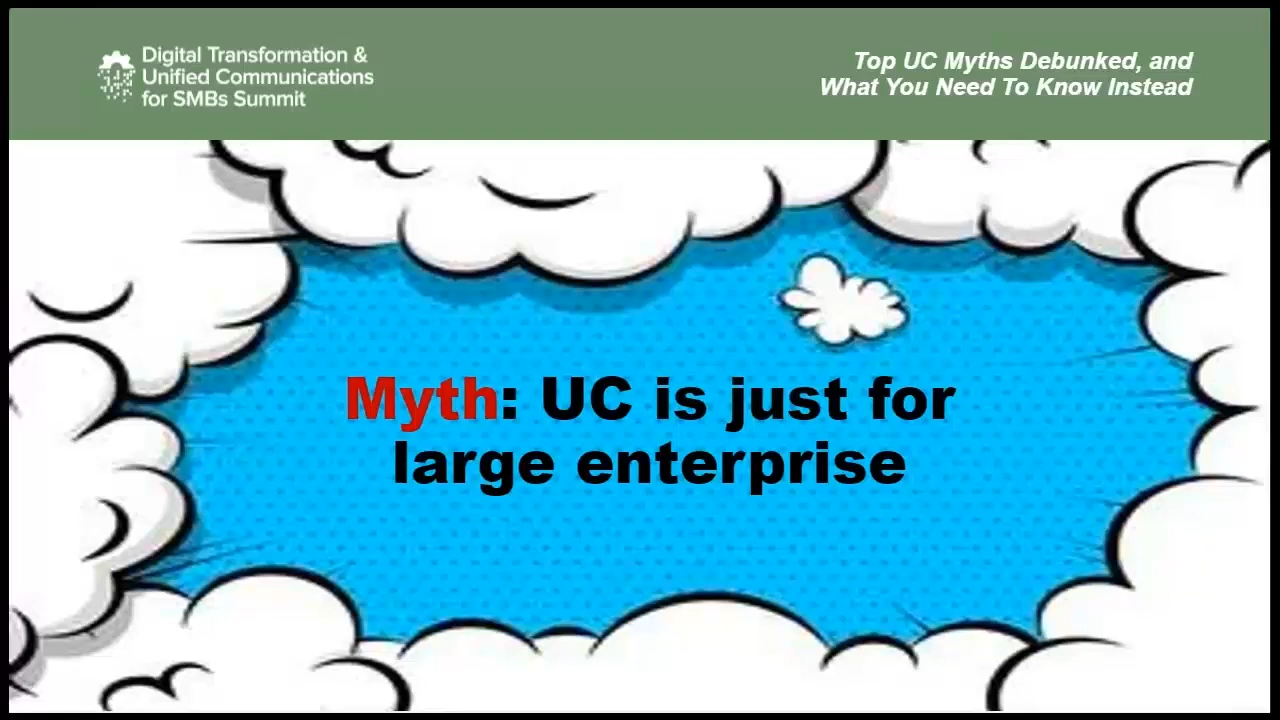 Digital Transformation &
Unified Communications
for SMBs Summit
Top UC Myths Debunked, and
What You Need To Know Instead
Myth: UC is just for
large enterprise